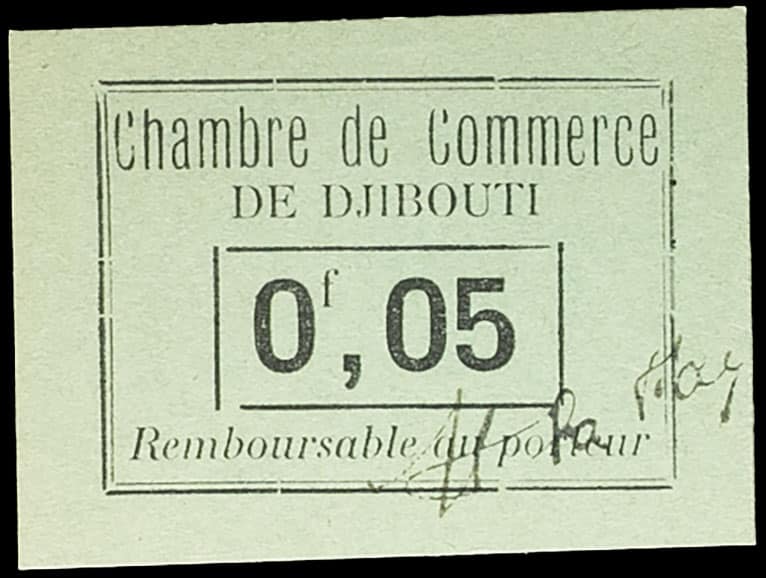 Chambre de Commerce
DE DJIBOUTI
0f,05
Remboursable au porteur